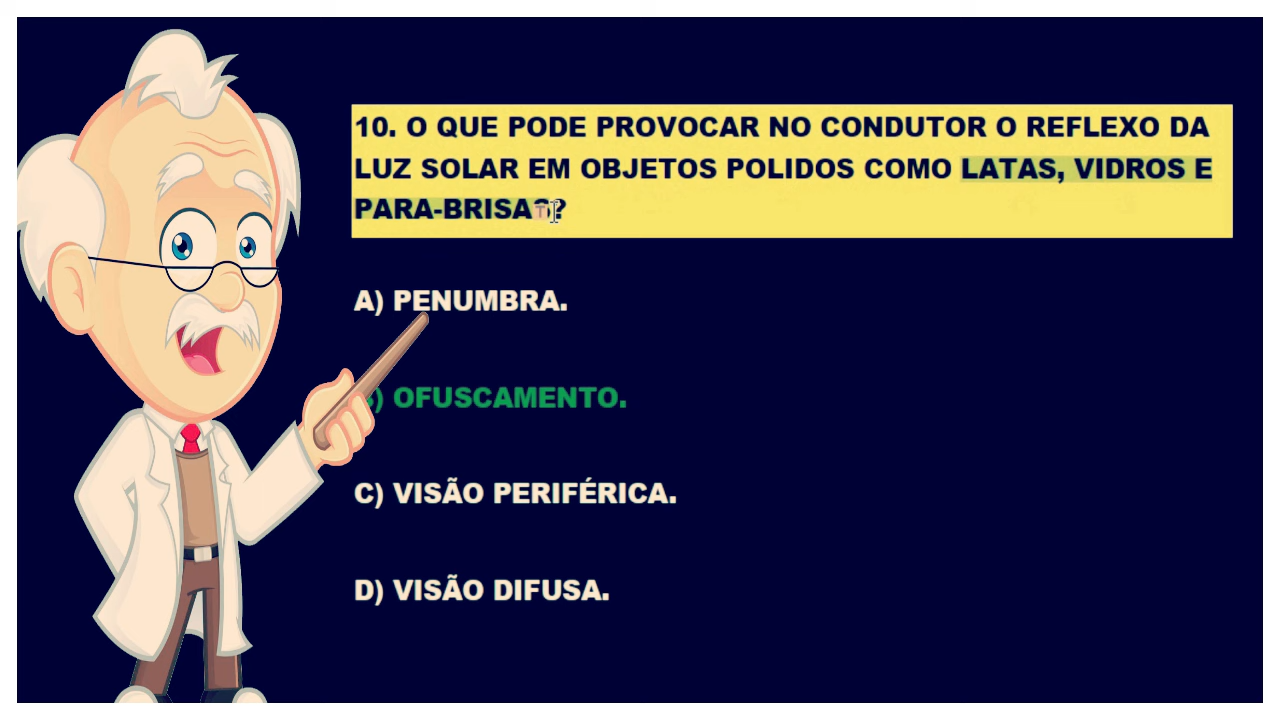 10. O QUE PODE PROVOCAR NO CONDUTOR O REFLEXO DA
LUZ SOLAR EM OBJETOS POLIDOS COMO LATAS, VIDROS E
PARA-BRISAS?
A) PENUMBRA.
B) OFUSCAMENTO.
C) VISÃO PERIFÉRICA.
D) VISÃO DIFUSA.